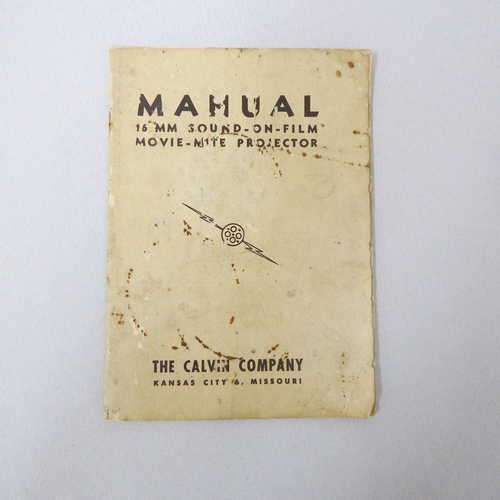 MANUAL
16 MM SOUND-ON-FILM
MOVIE-MITE PROJECTOR
THE CALVIN COMPANY
KANSAS CITY 6, MISSOURI